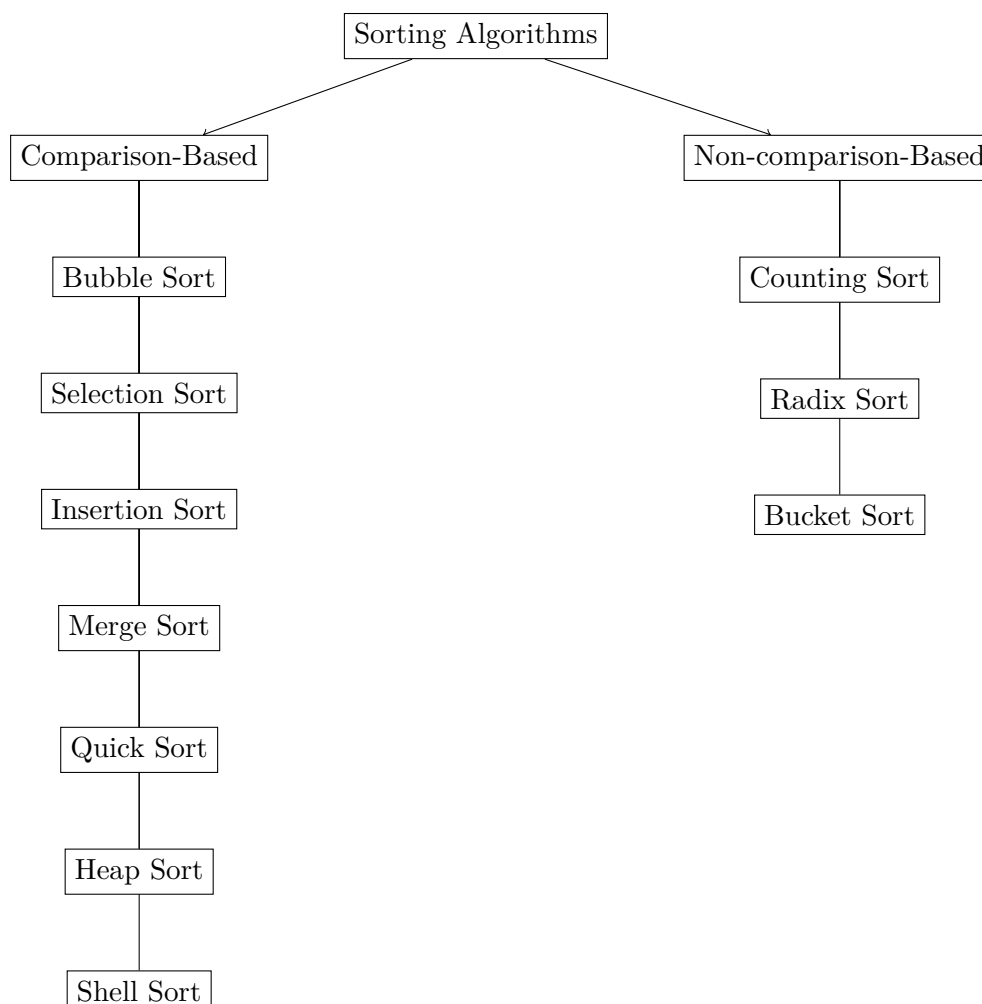 Sorting Algorithms
Comparison-Based
Non-comparison-Based
Bubble Sort
Counting Sort
Selection Sort
Radix Sort
Insertion Sort
Bucket Sort
Merge Sort
Quick Sort
Heap Sort
Shell Sort